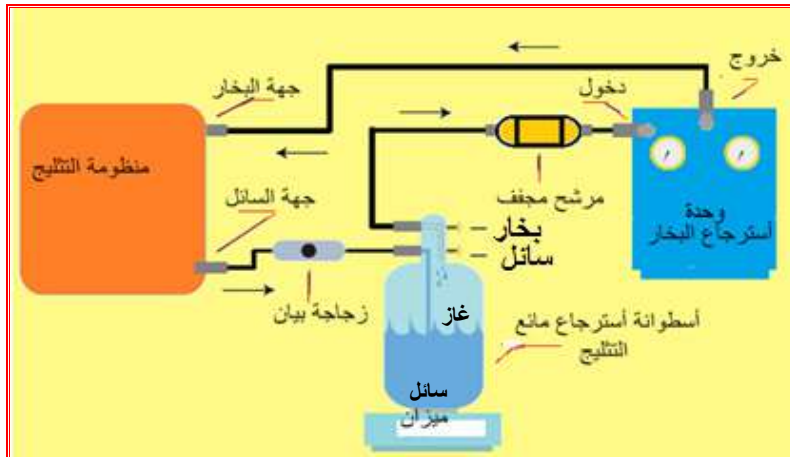 خروج
جهة البخار
دخول
منظومة التثليج
مرشح مجفف
وحدة
أسترجاع البخار
جهة السائل
بخار
سائل
زجاجة بيان
غاز
أسطوانة أسترجاع مائع
التثليج
سائل
ميزان